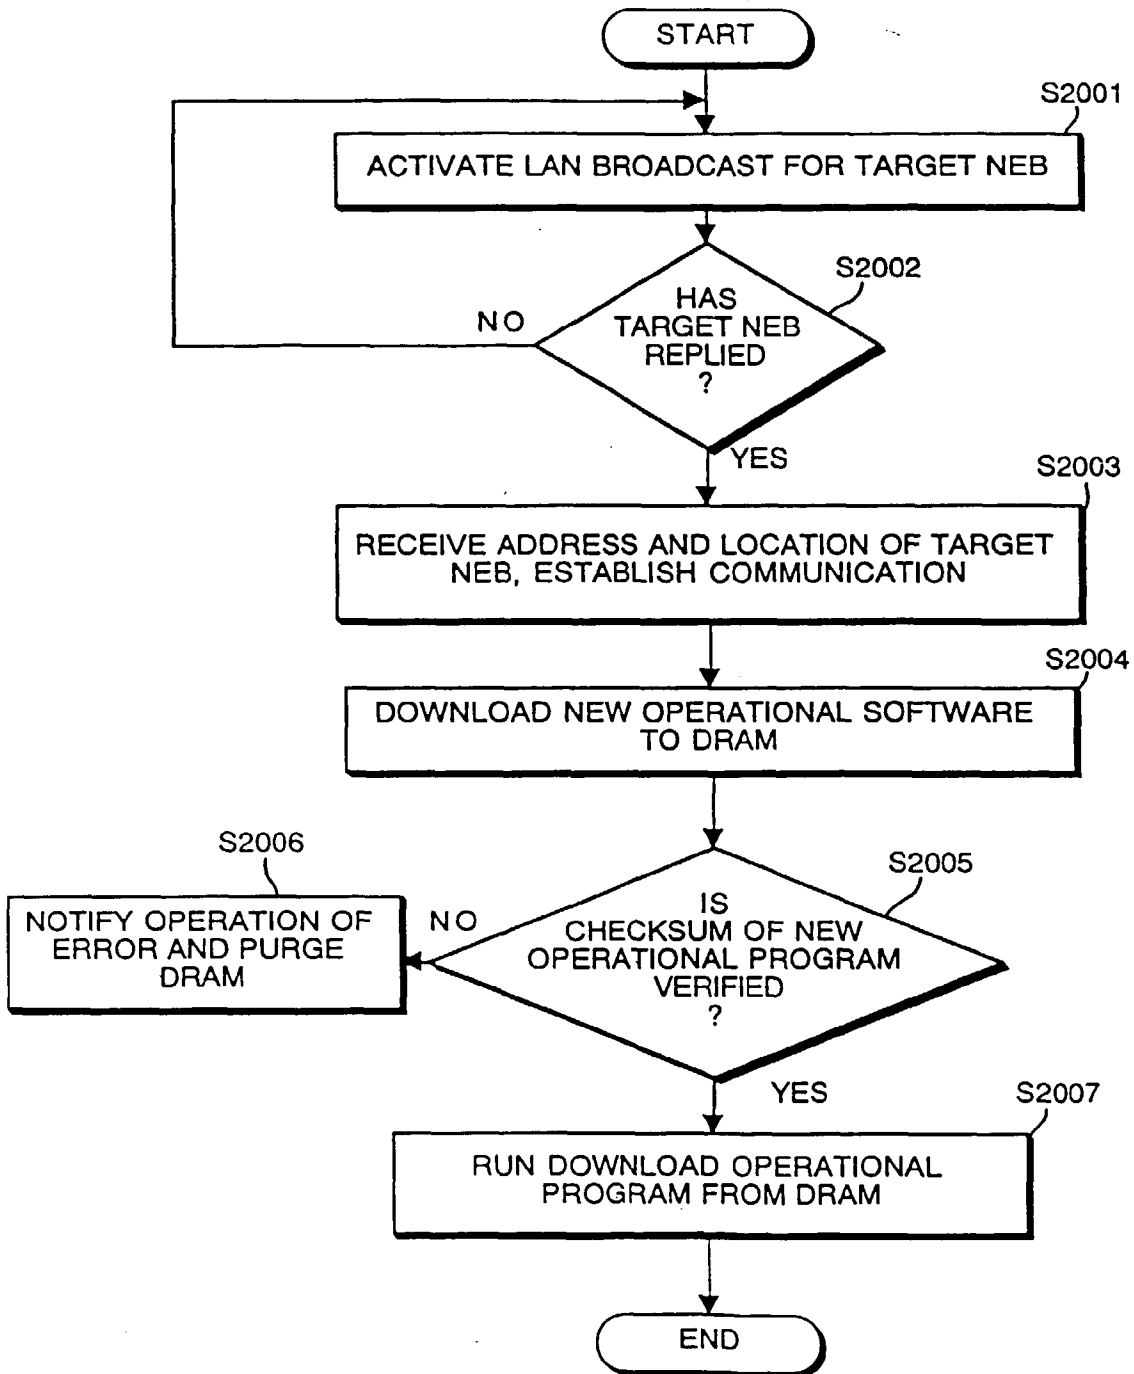 START
S2001
ACTIVATE LAN BROADCAST FOR TARGET NEB
S2002
HAS
TARGET NEB
REPLIED
?
NO
YES
S2003
RECEIVE ADDRESS AND LOCATION OF TARGET
NEB, ESTABLISH COMMUNICATION
S2004
DOWNLOAD NEW OPERATIONAL SOFTWARE
TO DRAM
S2005
IS
CHECKSUM OF NEW
OPERATIONAL PROGRAM
VERIFIED
?
NO
S2006
NOTIFY OPERATION OF
ERROR AND PURGE
DRAM
YES
S2007
RUN DOWNLOAD OPERATIONAL
PROGRAM FROM DRAM
END